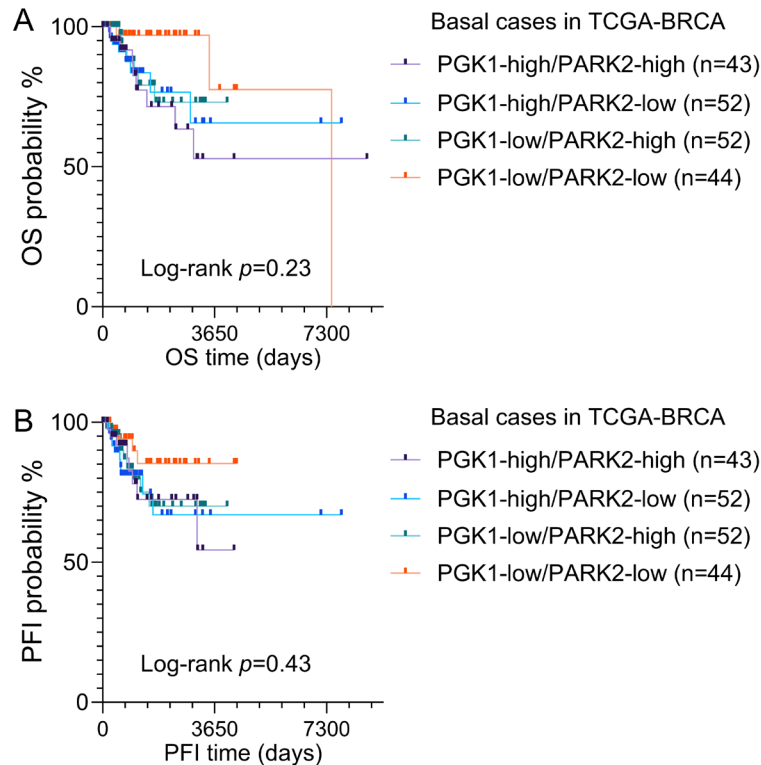 A
Basal cases in TCGA-BRCA
PGK1-high/PARK2-high (n=43)
PGK1-high/PARK2-low (n=52)
PGK1-low/PARK2-high (n=52)
PGK1-low/PARK2-low (n=44)
OS probability %
100
50
0
Log-rank p=0.23
0 3650 7300
OS time (days)
B
Basal cases in TCGA-BRCA
PGK1-high/PARK2-high (n=43)
PGK1-high/PARK2-low (n=52)
PGK1-low/PARK2-high (n=52)
PGK1-low/PARK2-low (n=44)
PFI probability %
100
50
0
Log-rank p=0.43
0 3650 7300
PFI time (days)